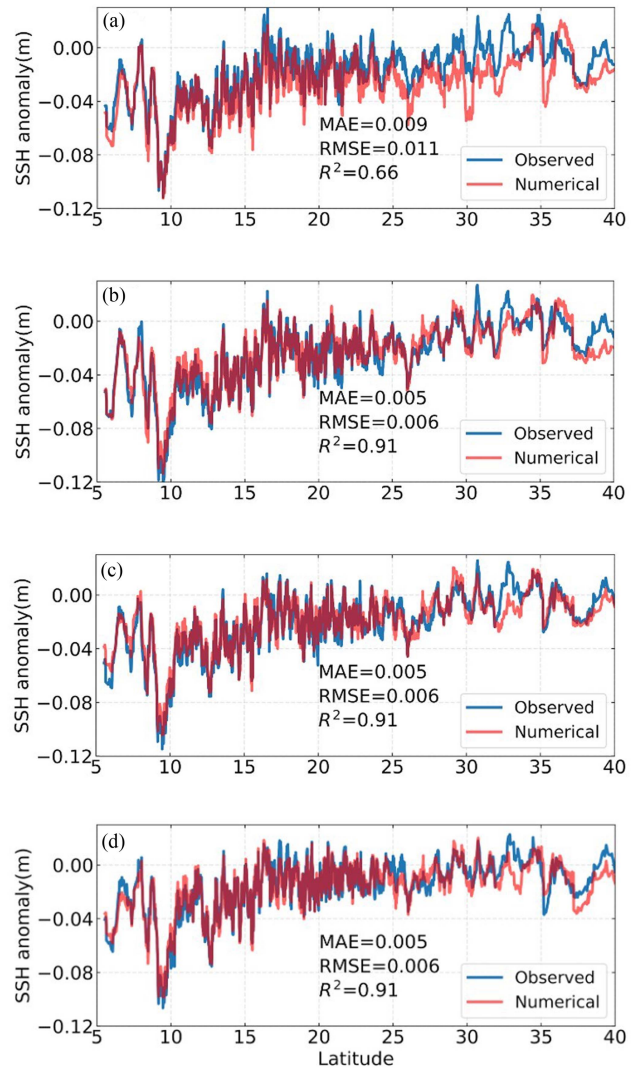 (a)
SSH anomaly(m)
0.00
−0.04
−0.08
−0.12
MAE=0.009
RMSE=0.011
R²=0.66
Observed
Numerical
5 10 15 20 25 30 35 40
(b)
SSH anomaly(m)
0.00
−0.04
−0.08
−0.12
MAE=0.005
RMSE=0.006
R²=0.91
Observed
Numerical
5 10 15 20 25 30 35 40
(c)
SSH anomaly(m)
0.00
−0.04
−0.08
−0.12
MAE=0.005
RMSE=0.006
R²=0.91
Observed
Numerical
5 10 15 20 25 30 35 40
(d)
SSH anomaly(m)
0.00
−0.04
−0.08
−0.12
MAE=0.005
RMSE=0.006
R²=0.91
Observed
Numerical
5 10 15 20 25 30 35 40
Latitude